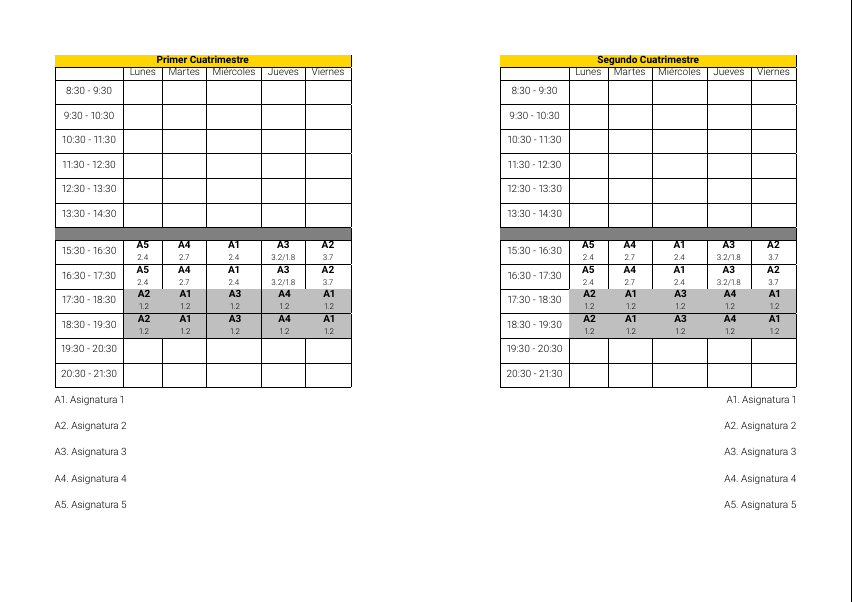 Primer Cuatrimestre
Lunes Martes Miércoles Jueves Viernes
8:30 - 9:30
9:30 - 10:30
10:30 - 11:30
11:30 - 12:30
12:30 - 13:30
13:30 - 14:30
15:30 - 16:30 A5 A4 A1 A3 A2
2.4 2.7 2.4 3.2/1.8 3.7
16:30 - 17:30 A5 A4 A1 A3 A2
2.4 2.7 2.4 3.2/1.8 3.7
17:30 - 18:30 A2 A1 A3 A4 A1
1.2 1.2 1.2 1.2 1.2
18:30 - 19:30 A2 A1 A3 A4 A1
1.2 1.2 1.2 1.2 1.2
19:30 - 20:30
20:30 - 21:30
A1. Asignatura 1
A2. Asignatura 2
A3. Asignatura 3
A4. Asignatura 4
A5. Asignatura 5
Segundo Cuatrimestre
Lunes Martes Miércoles Jueves Viernes
8:30 - 9:30
9:30 - 10:30
10:30 - 11:30
11:30 - 12:30
12:30 - 13:30
13:30 - 14:30
15:30 - 16:30 A5 A4 A1 A3 A2
2.4 2.7 2.4 3.2/1.8 3.7
16:30 - 17:30 A5 A4 A1 A3 A2
2.4 2.7 2.4 3.2/1.8 3.7
17:30 - 18:30 A2 A1 A3 A4 A1
1.2 1.2 1.2 1.2 1.2
18:30 - 19:30 A2 A1 A3 A4 A1
1.2 1.2 1.2 1.2 1.2
19:30 - 20:30
20:30 - 21:30
A1. Asignatura 1
A2. Asignatura 2
A3. Asignatura 3
A4. Asignatura 4
A5. Asignatura 5